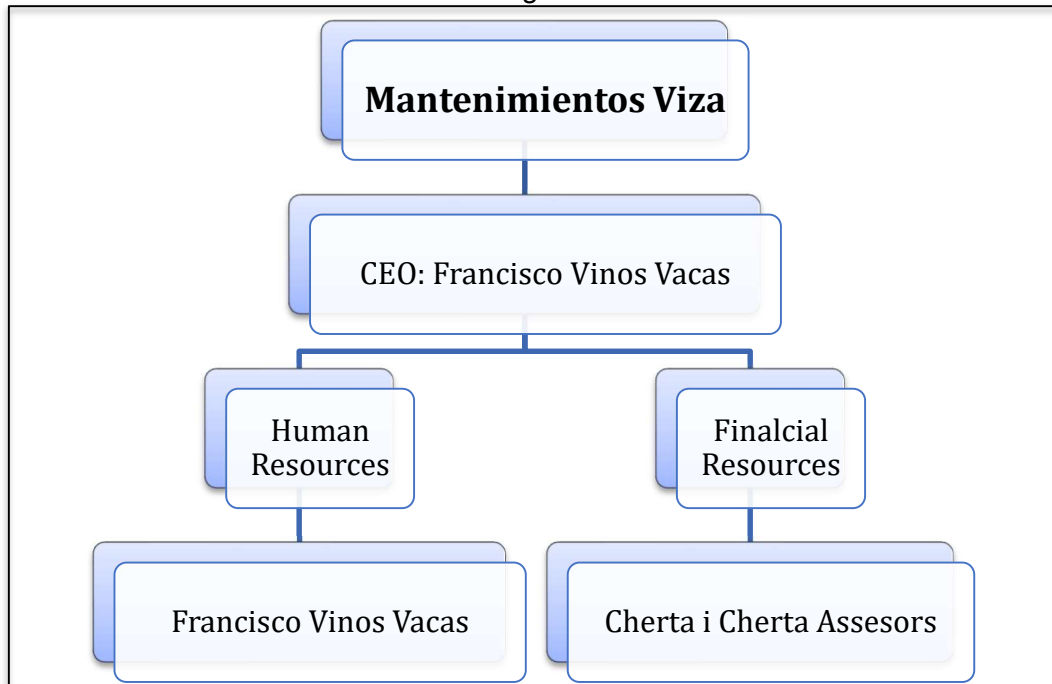 Mantenimientos Viza
CEO: Francisco Vinos Vacas
Human
Resources
Finalcial
Resources
Francisco Vinos Vacas
Cherta i Cherta Assesors